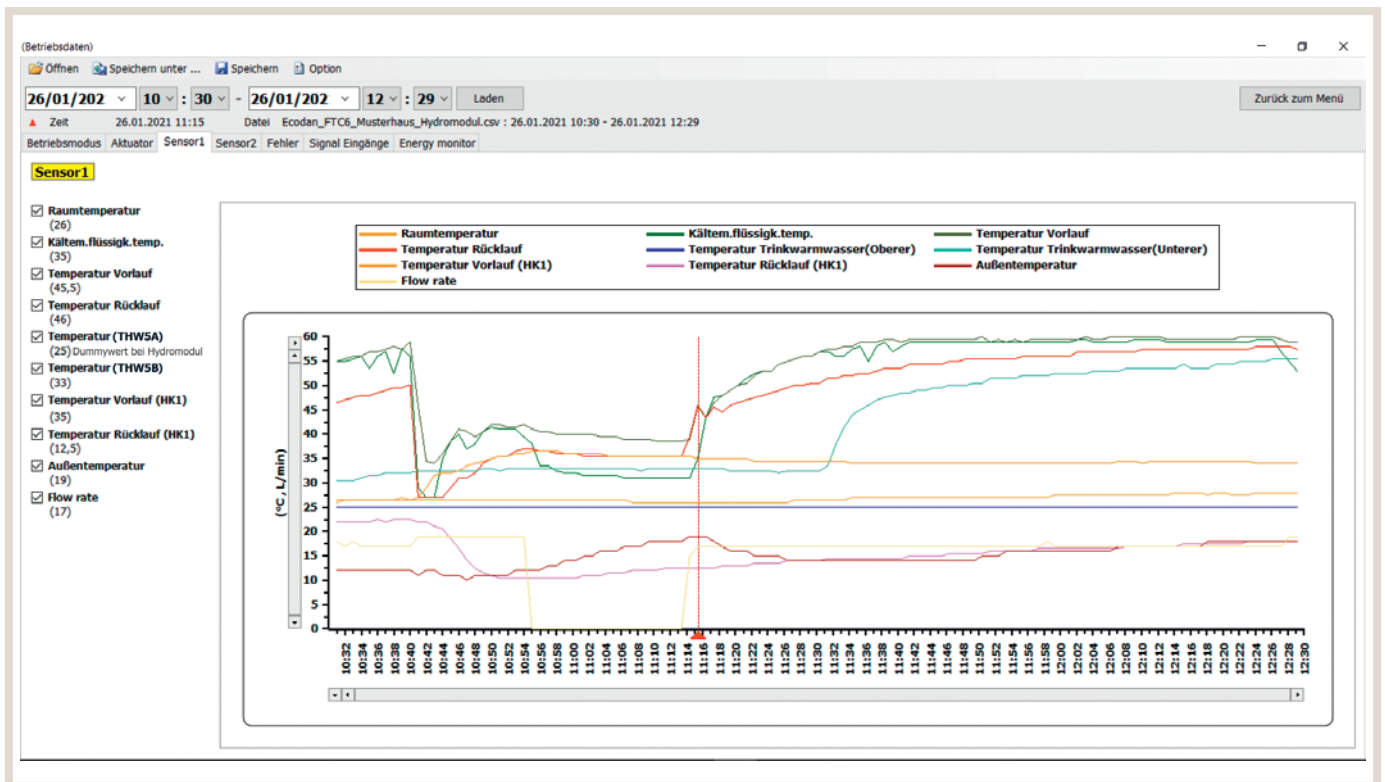 (Betriebsdaten)
Öffnen Speichern unter ... Speichern Option
26/01/202 10 : 30 - 26/01/202 12 : 29 Laden Zurück zum Menü
Zeit 26.01.2021 11:15 Datei Ecodan_FTC6_Musterhaus_Hydromodul.csv : 26.01.2021 10:30 - 26.01.2021 12:29
Betriebsmodus Aktuator Sensor1 Sensor2 Fehler Signal Eingänge Energy monitor
Sensor1
Raumtemperatur
(26)
Kältem.flüssigk.temp.
(35)
Temperatur Vorlauf
(45,5)
Temperatur Rücklauf
(46)
Temperatur (THW5A)
(25) Dummywert bei Hydromodul
Temperatur (THW5B)
(33)
Temperatur Vorlauf (HK1)
(35)
Temperatur Rücklauf (HK1)
(12,5)
Außentemperatur
(19)
Flow rate
(17)
Raumtemperatur Kältem.flüssigk.temp. Temperatur Vorlauf
Temperatur Rücklauf Temperatur Trinkwarmwasser(Oberer) Temperatur Trinkwarmwasser(Unterer)
Temperatur Vorlauf (HK1) Temperatur Rücklauf (HK1) Außentemperatur
Flow rate
(°C, L/min)
60
55
50
45
40
35
30
25
20
15
10
5
0
10:32 10:34 10:36 10:38 10:40 10:42 10:44 10:46 10:48 10:50 10:52 10:54 10:56 10:58 11:00 11:02 11:04 11:06 11:08 11:10 11:12 11:14 11:16 11:18 11:20 11:22 11:24 11:26 11:28 11:30 11:32 11:34 11:36 11:38 11:40 11:42 11:44 11:46 11:48 11:50 11:52 11:54 11:56 11:58 12:00 12:02 12:04 12:06 12:08 12:10 12:12 12:14 12:16 12:18 12:20 12:22 12:24 12:26 12:28 12:30